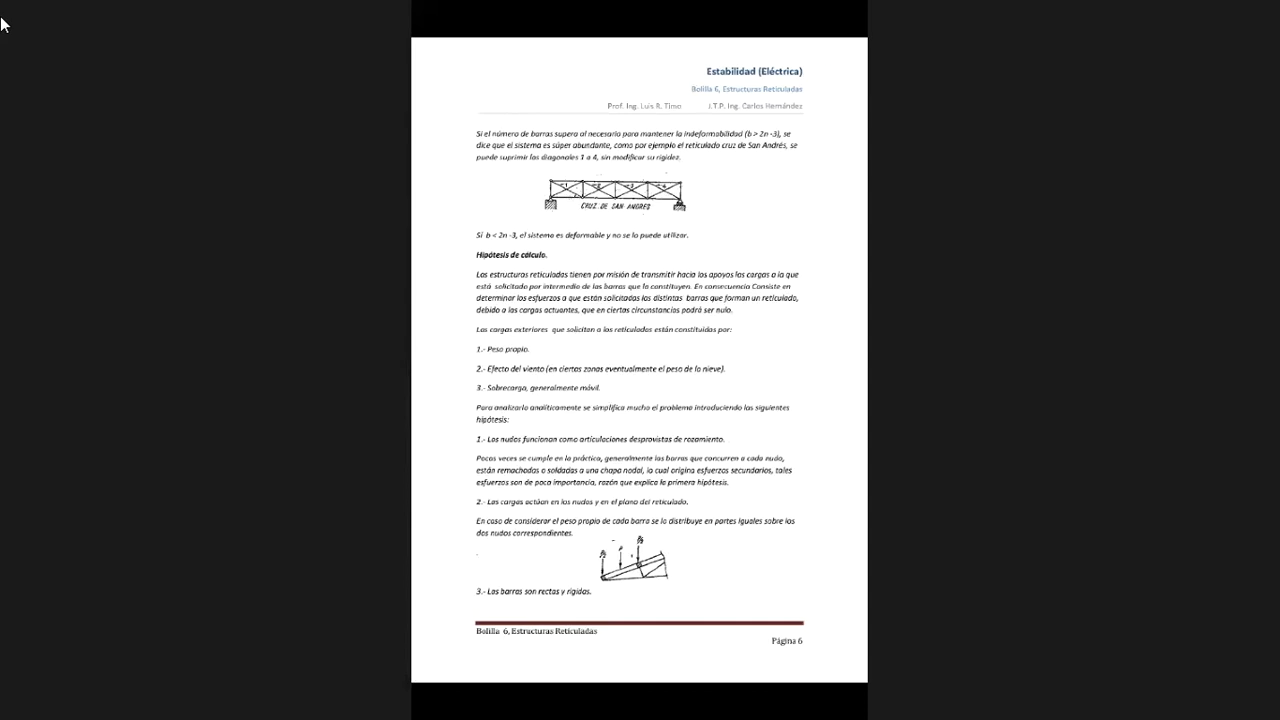 Estabilidad (Eléctrica)
Bolilla 6, Estructuras Reticuladas
Prof. Ing. Luis R. Timo J.T.P. Ing. Carlos Hernández
Si el número de barras supera al necesario para mantener la indeformabilidad (b > 2n -3), se
dice que el sistema es súper abundante, como por ejemplo el reticulado cruz de San Andrés, se
puede suprimir las diagonales 1 a 4, sin modificar su rigidez.
1 2 3 4
CRUZ DE SAN ANDRES
Si b < 2n -3, el sistema es deformable y no se lo puede utilizar.
Hipótesis de cálculo.
Las estructuras reticuladas tienen por misión de transmitir hacia los apoyos las cargas a la que
está solicitado por intermedio de las barras que la constituyen. En consecuencia Consiste en
determinar los esfuerzos a que están solicitadas las distintas barras que forman un reticulado,
debido a las cargas actuantes, que en ciertas circunstancias podrá ser nulo.
Las cargas exteriores que solicitan a los reticulados están constituidas por:
1.- Peso propio.
2.- Efecto del viento (en ciertas zonas eventualmente el peso de la nieve).
3.- Sobrecarga, generalmente móvil.
Para analizarlo analíticamente se simplifica mucho el problema introduciendo las siguientes
hipótesis:
1.- Los nudos funcionan como articulaciones desprovistas de rozamiento.
Pocas veces se cumple en la práctica, generalmente las barras que concurren a cada nudo,
están remachadas o soldadas a una chapa nodal, la cual origina esfuerzos secundarios, tales
esfuerzos son de poca importancia, razón que explica la primera hipótesis.
2.- Las cargas actúan en los nudos y en el plano del reticulado.
En caso de considerar el peso propio de cada barra se lo distribuye en partes iguales sobre los
dos nudos correspondientes.
3.- Las barras son rectas y rígidas.
Bolilla 6, Estructuras Reticuladas
Página 6